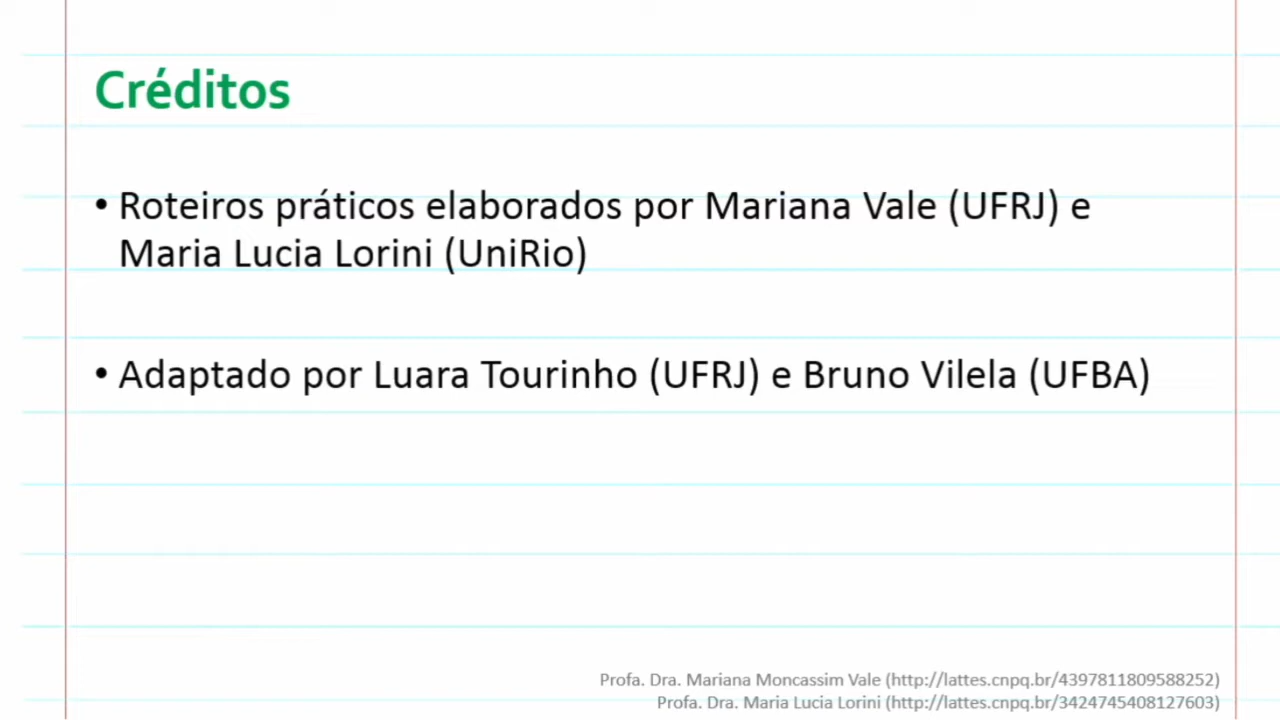 Créditos
• Roteiros práticos elaborados por Mariana Vale (UFRJ) e
Maria Lucia Lorini (UniRio)
• Adaptado por Luara Tourinho (UFRJ) e Bruno Vilela (UFBA)
Profa. Dra. Mariana Moncassim Vale (http://lattes.cnpq.br/4397811809588252)
Profa. Dra. Maria Lucia Lorini (http://lattes.cnpq.br/3424745408127603)